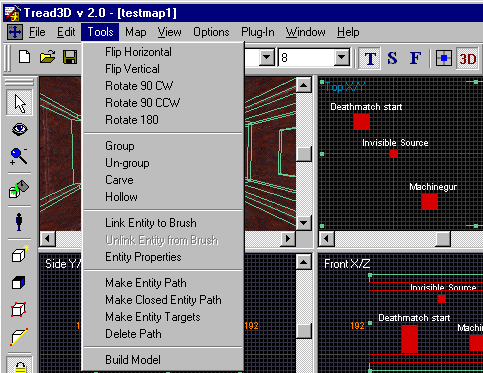 Tread3D v 2.0 - [testmap1]
File Edit Tools Map View Options Plug-In Window Help
8 T S F 3D
Flip Horizontal
Flip Vertical
Rotate 90 CW
Rotate 90 CCW
Rotate 180
Group
Un-group
Carve
Hollow
Link Entity to Brush
Unlink Entity from Brush
Entity Properties
Make Entity Path
Make Closed Entity Path
Make Entity Targets
Delete Path
Build Model
Top X/Y
Deathmatch start
Invisible Source
Machinegur
Side Y/
192
192
Front X/Z
Invisible Source
Deathmatch start
Machin
192